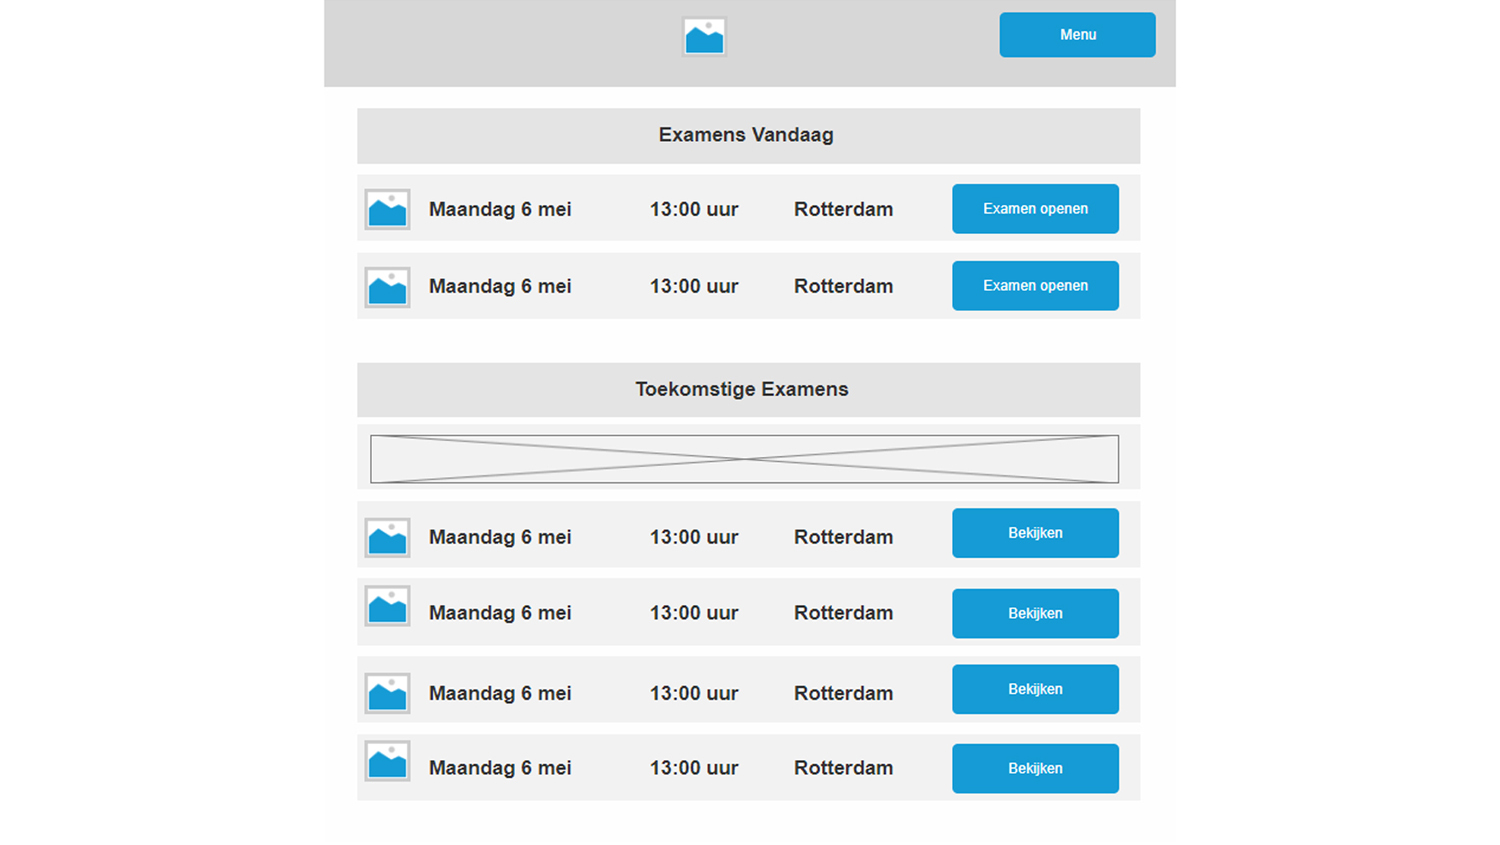 Menu
Examens Vandaag
Maandag 6 mei 13:00 uur Rotterdam Examen openen
Maandag 6 mei 13:00 uur Rotterdam Examen openen
Toekomstige Examens
Maandag 6 mei 13:00 uur Rotterdam Bekijken
Maandag 6 mei 13:00 uur Rotterdam Bekijken
Maandag 6 mei 13:00 uur Rotterdam Bekijken
Maandag 6 mei 13:00 uur Rotterdam Bekijken